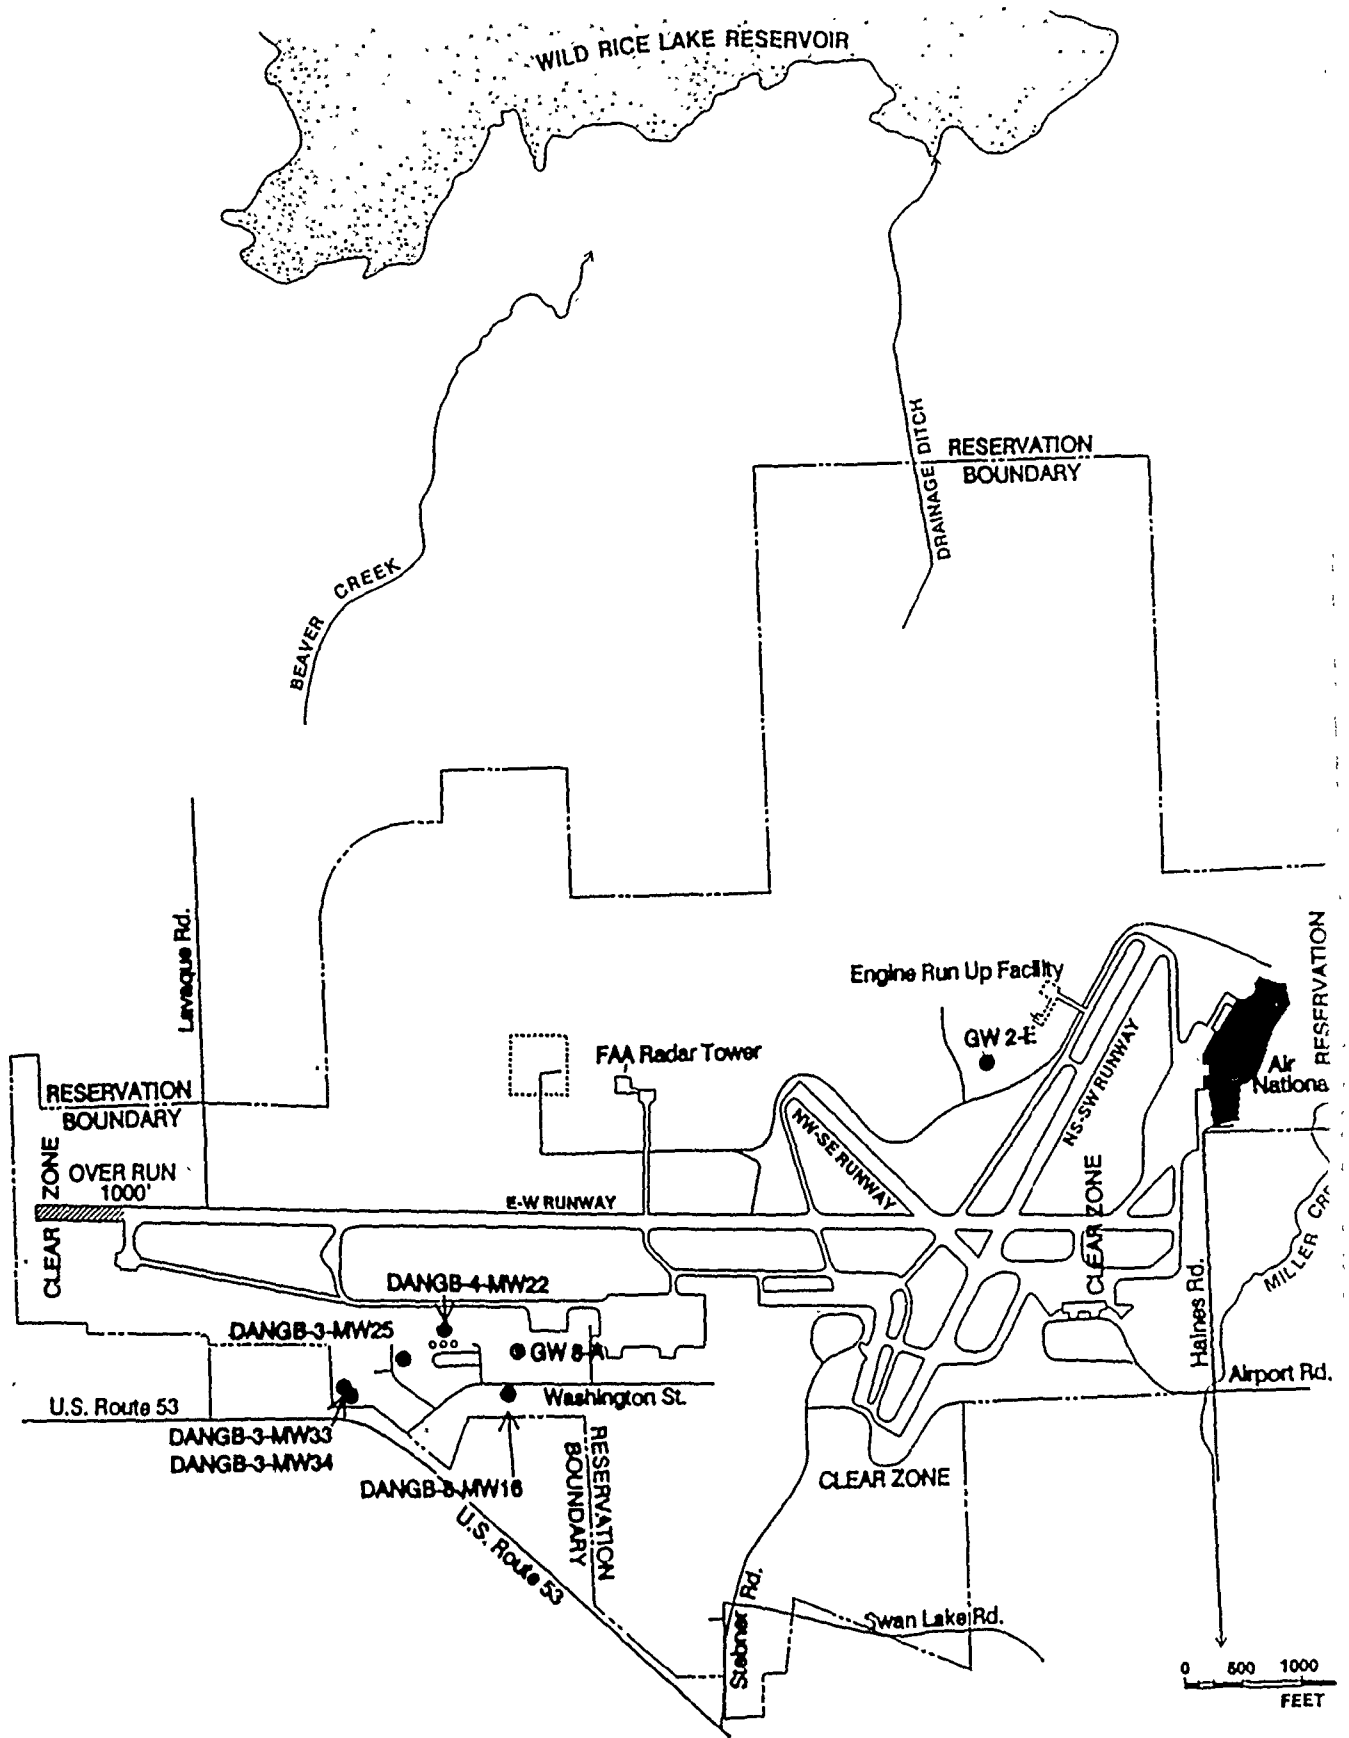 WILD RICE LAKE RESERVOIR
DRAINAGE DITCH
RESERVATION
BOUNDARY
BEAVER CREEK
Lavaque Rd.
Engine Run Up Facility
GW 2-E
RESERVATION
FAA Radar Tower
NS-SW RUNWAY
Air
Nationa
RESERVATION
BOUNDARY
CLEAR ZONE
OVER RUN
1000'
NW-SE RUNWAY
E-W RUNWAY
CLEAR ZONE
MILLER CR
Haines Rd.
DANGB-4-MW22
DANGB-3-MW25
GW 8-A
Airport Rd.
U.S. Route 53
Washington St.
DANGB-3-MW33
DANGB-3-MW34
DANGB-8-MW16
RESERVATION
BOUNDARY
CLEAR ZONE
U.S. Route 53
Stebner Rd.
Swan Lake Rd.
0 500 1000
FEET